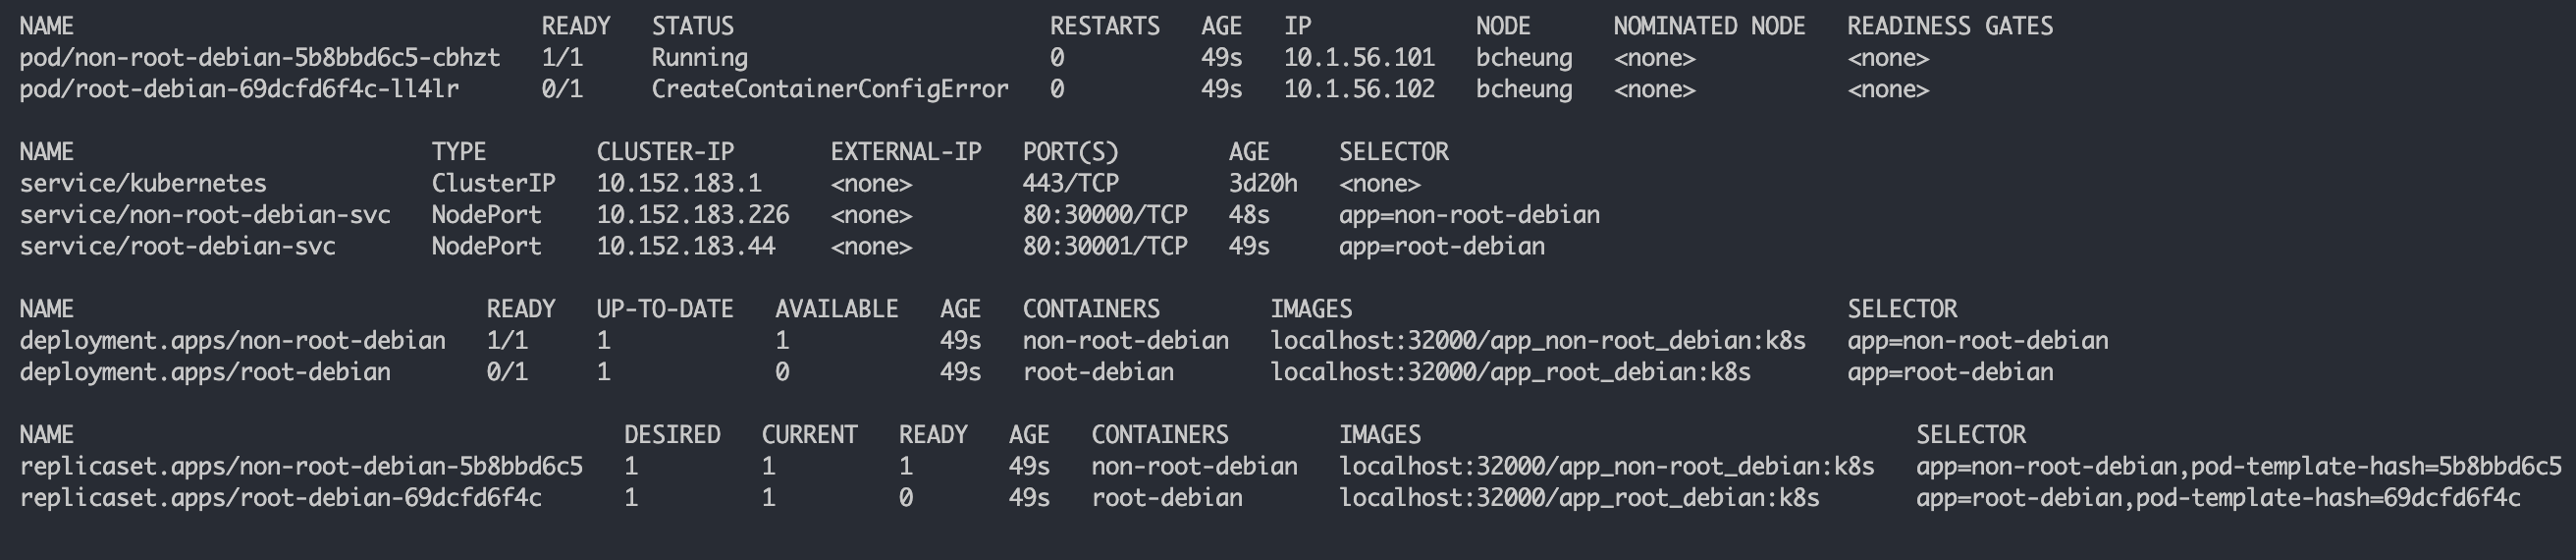 NAME READY STATUS RESTARTS AGE IP NODE NOMINATED NODE READINESS GATES
pod/non-root-debian-5b8bbd6c5-cbhzt 1/1 Running 0 49s 10.1.56.101 bcheung <none> <none>
pod/root-debian-69dcfd6f4c-ll4lr 0/1 CreateContainerConfigError 0 49s 10.1.56.102 bcheung <none> <none>
NAME TYPE CLUSTER-IP EXTERNAL-IP PORT(S) AGE SELECTOR
service/kubernetes ClusterIP 10.152.183.1 <none> 443/TCP 3d20h <none>
service/non-root-debian-svc NodePort 10.152.183.226 <none> 80:30000/TCP 48s app=non-root-debian
service/root-debian-svc NodePort 10.152.183.44 <none> 80:30001/TCP 49s app=root-debian
NAME READY UP-TO-DATE AVAILABLE AGE CONTAINERS IMAGES SELECTOR
deployment.apps/non-root-debian 1/1 1 1 49s non-root-debian localhost:32000/app_non-root_debian:k8s app=non-root-debian
deployment.apps/root-debian 0/1 1 0 49s root-debian localhost:32000/app_root_debian:k8s app=root-debian
NAME DESIRED CURRENT READY AGE CONTAINERS IMAGES SELECTOR
replicaset.apps/non-root-debian-5b8bbd6c5 1 1 1 49s non-root-debian localhost:32000/app_non-root_debian:k8s app=non-root-debian,pod-template-hash=5b8bbd6c5
replicaset.apps/root-debian-69dcfd6f4c 1 1 0 49s root-debian localhost:32000/app_root_debian:k8s app=root-debian,pod-template-hash=69dcfd6f4c